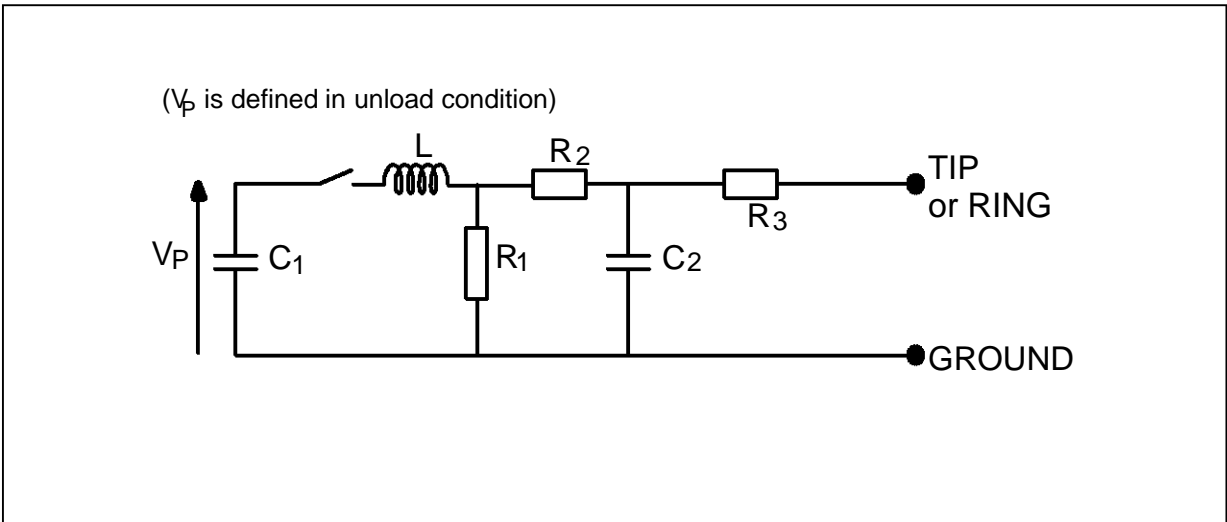 (VP is defined in unload condition)
L
R2
TIP
or RING
R3
VP
C1
R1
C2
GROUND